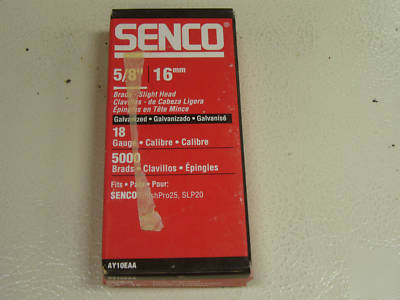 SENCO
5/8" 16mm
Brads - Slight Head
Clavillos - de Cabeza Ligera
Épingles en Tête Mince
Galvanized • Galvanizado • Galvanisé
18
Gauge • Calibre • Calibre
5000
Brads • Clavillos • Épingles
Fits • Para • Pour:
SENCO FinishPro25, SLP20
AY10EAA